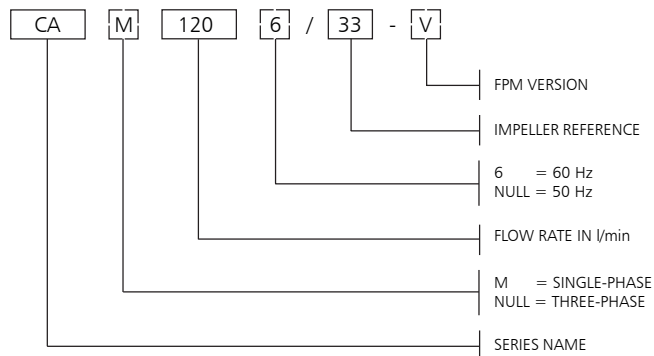 CA M 120 6 / 33 - V
FPM VERSION
IMPELLER REFERENCE
6 = 60 Hz
NULL = 50 Hz
FLOW RATE IN l/min
M = SINGLE-PHASE
NULL = THREE-PHASE
SERIES NAME